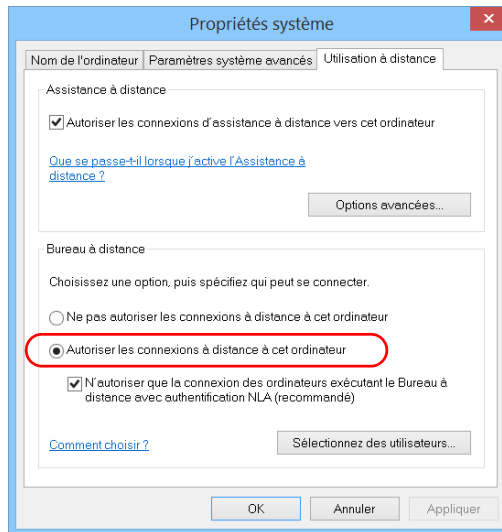 Propriétés système
Nom de l'ordinateur Paramètres système avancés Utilisation à distance
Assistance à distance
Autoriser les connexions d'assistance à distance vers cet ordinateur
Que se passe-t-il lorsque j'active l'Assistance à
distance ?
Options avancées...
Bureau à distance
Choisissez une option, puis spécifiez qui peut se connecter.
Ne pas autoriser les connexions à distance à cet ordinateur
Autoriser les connexions à distance à cet ordinateur
N'autoriser que la connexion des ordinateurs exécutant le Bureau à
distance avec authentification NLA (recommandé)
Comment choisir ? Sélectionnez des utilisateurs...
OK Annuler Appliquer